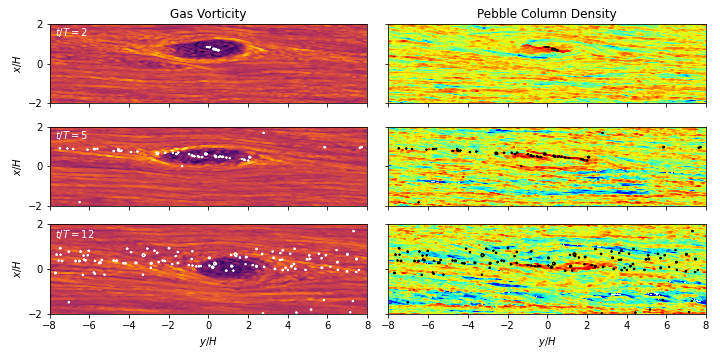 Gas Vorticity
Pebble Column Density
2
0
−2
x/H
t/T = 2
2
0
−2
x/H
t/T = 5
2
0
−2
x/H
t/T = 12
−8 −6 −4 −2 0 2 4 6 8
−8 −6 −4 −2 0 2 4 6 8
y/H
y/H